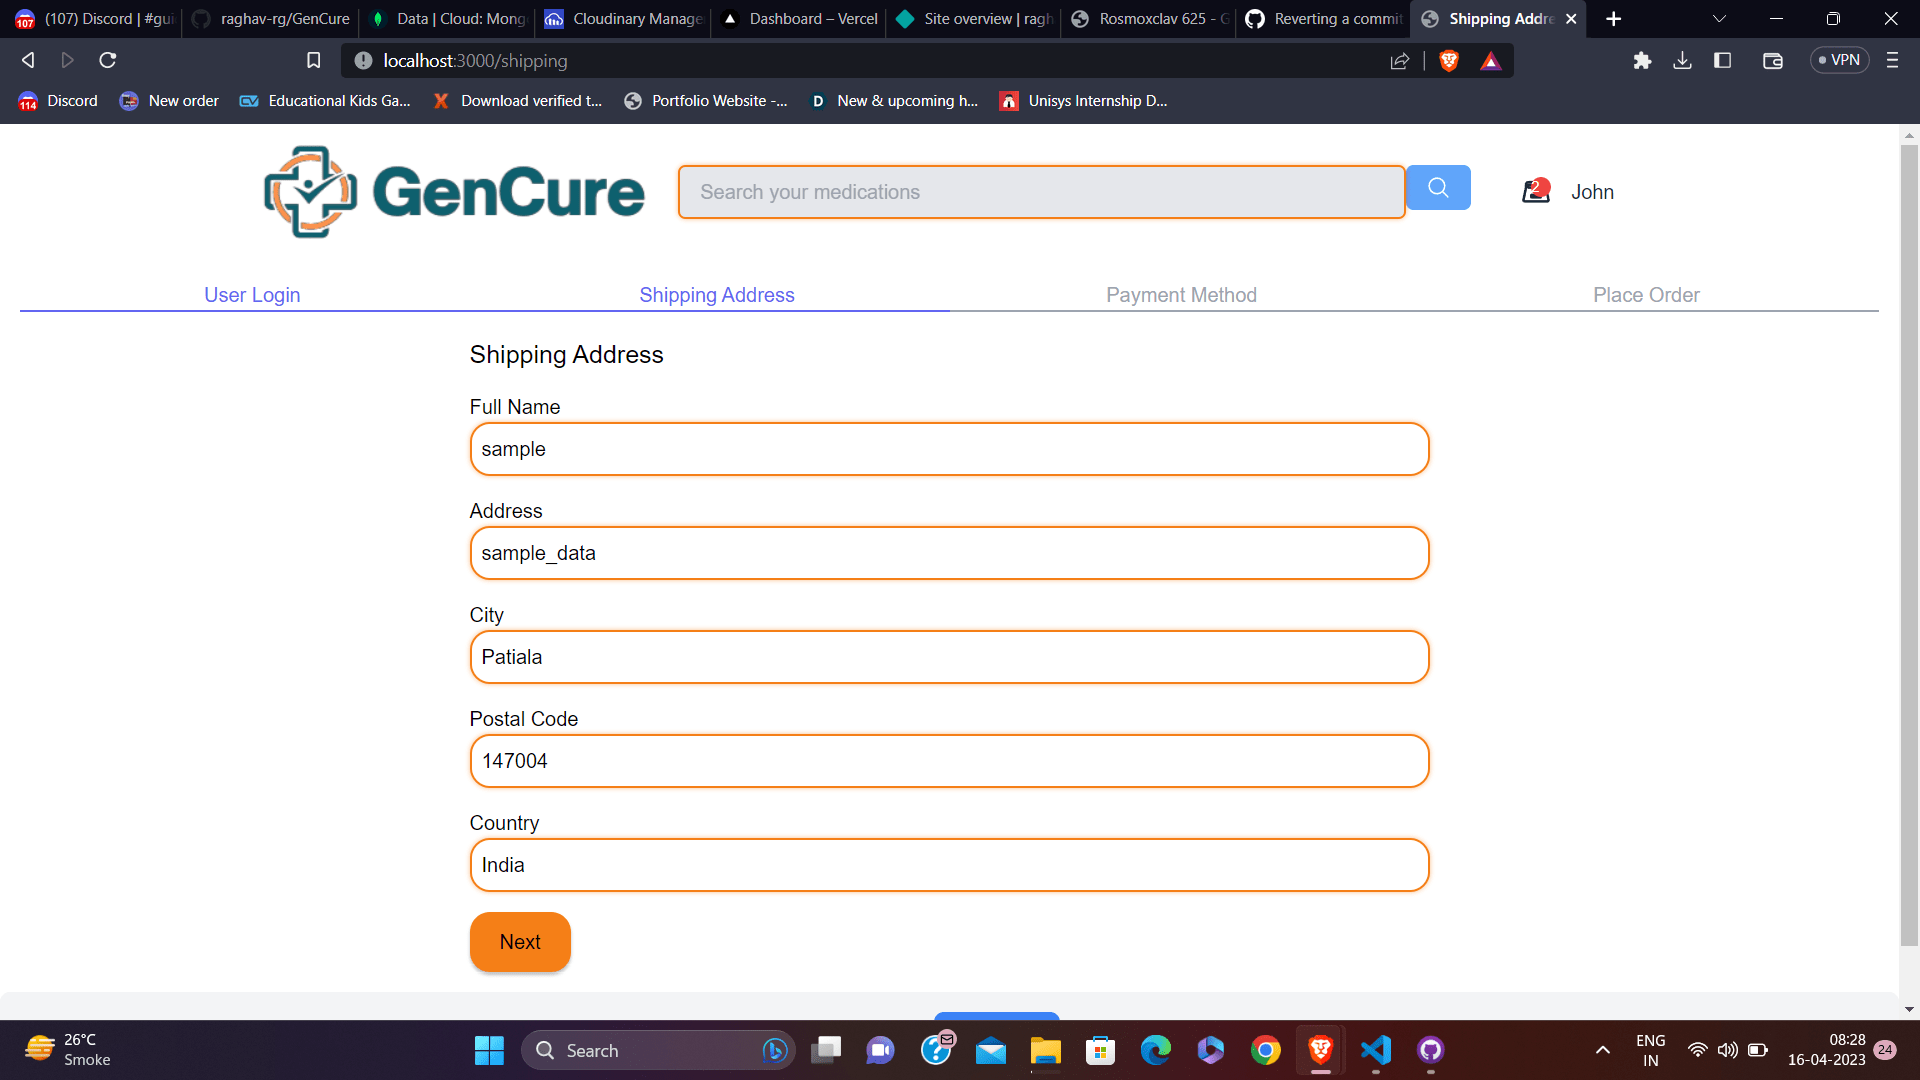 107
(107) Discord | #gui
raghav-rg/GenCure
Data | Cloud: Mong
Cloudinary Manage
Dashboard – Vercel
Site overview | ragh
Rosmoxclav 625 - G
Reverting a commit
Shipping Addre
localhost:3000/shipping
VPN
114
Discord
New order
Educational Kids Ga...
Download verified t...
Portfolio Website -...
New & upcoming h...
Unisys Internship D...
GenCure
Search your medications
2
John
User Login
Shipping Address
Payment Method
Place Order
Shipping Address
Full Name
sample
Address
sample_data
City
Patiala
Postal Code
147004
Country
India
Next
26°C
Smoke
Search
ENG
IN
08:28
16-04-2023
24